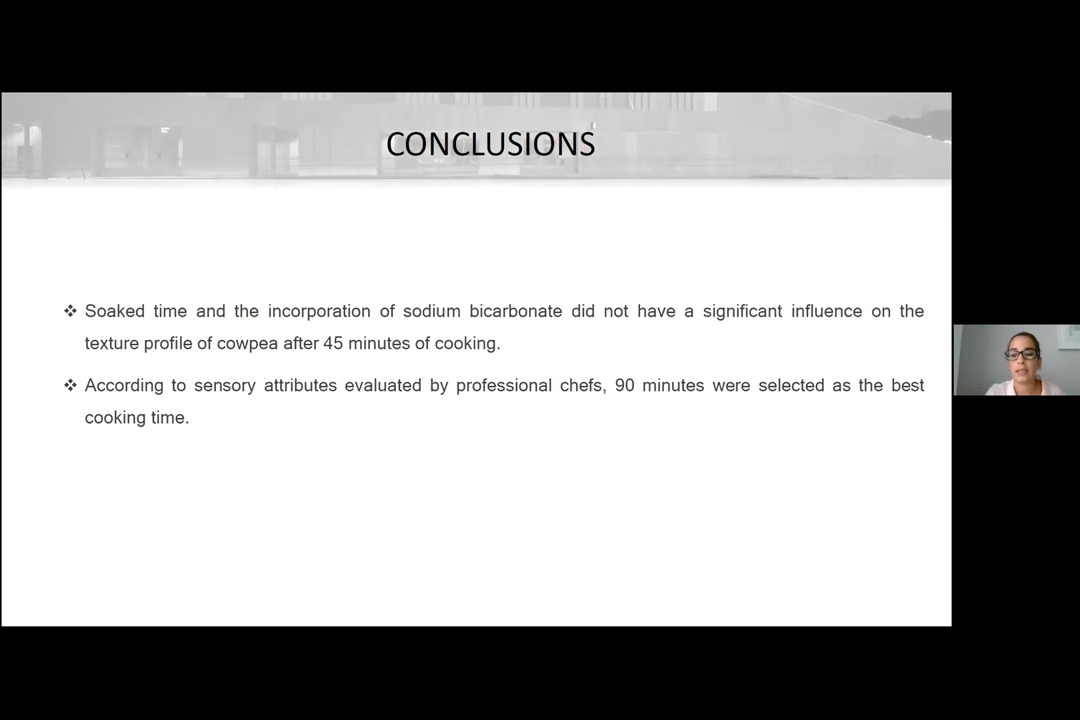 CONCLUSIONS
❖ Soaked time and the incorporation of sodium bicarbonate did not have a significant influence on the
texture profile of cowpea after 45 minutes of cooking.
❖ According to sensory attributes evaluated by professional chefs, 90 minutes were selected as the best
cooking time.